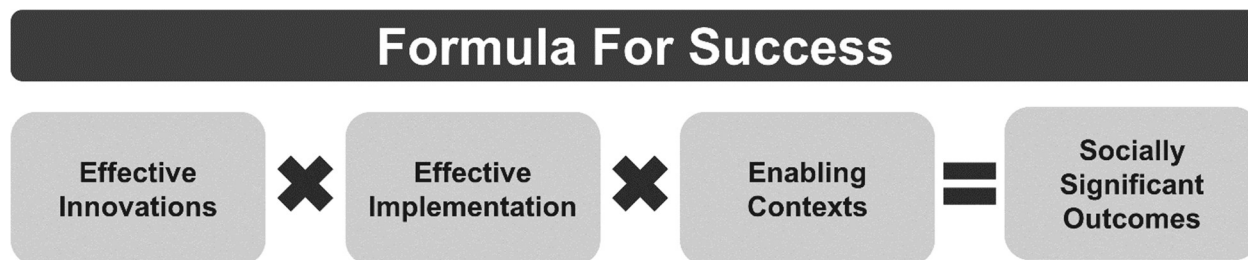 Formula For Success
Effective
Innovations
Effective
Implementation
Enabling
Contexts
Socially
Significant
Outcomes